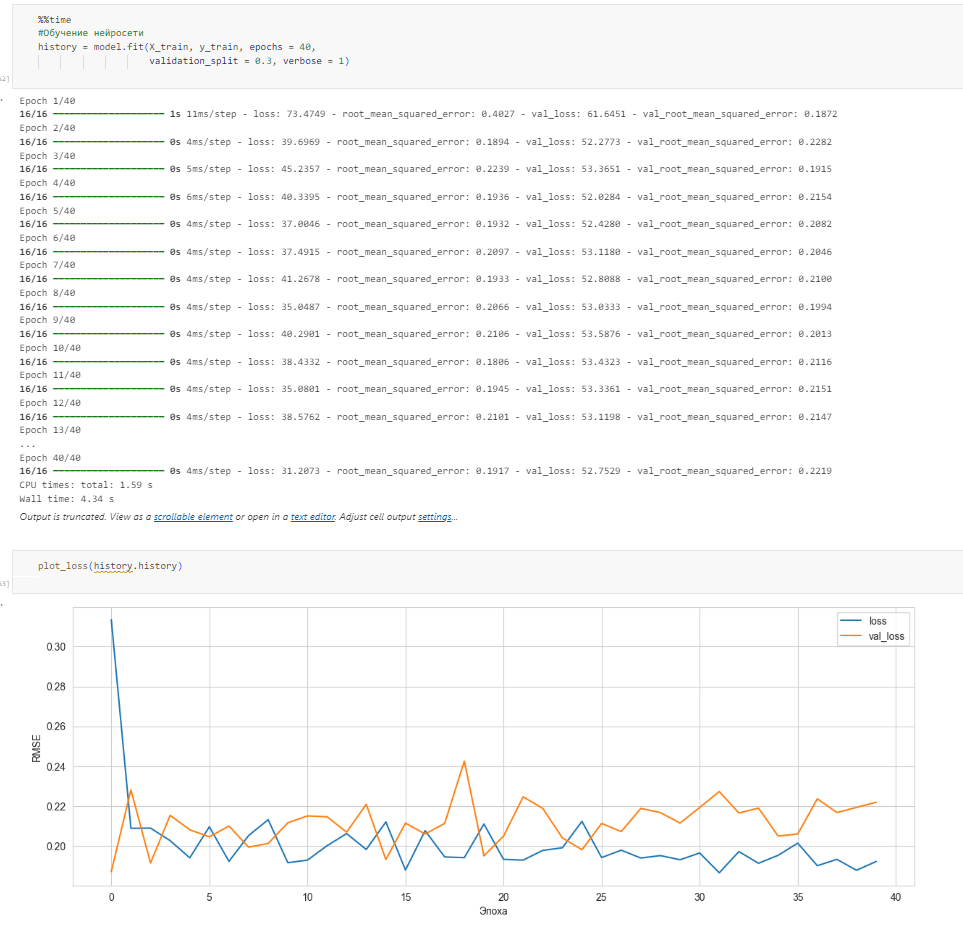 %%time
#Обучение нейросети
history = model.fit(X_train, y_train, epochs = 40,
validation_split = 0.3, verbose = 1)
Epoch 1/40
16/16 1s 11ms/step - loss: 73.4749 - root_mean_squared_error: 0.4027 - val_loss: 61.6451 - val_root_mean_squared_error: 0.1872
Epoch 2/40
16/16 0s 4ms/step - loss: 39.6969 - root_mean_squared_error: 0.1894 - val_loss: 52.2773 - val_root_mean_squared_error: 0.2282
Epoch 3/40
16/16 0s 5ms/step - loss: 45.2357 - root_mean_squared_error: 0.2239 - val_loss: 53.3651 - val_root_mean_squared_error: 0.1915
Epoch 4/40
16/16 0s 6ms/step - loss: 40.3395 - root_mean_squared_error: 0.1936 - val_loss: 52.0284 - val_root_mean_squared_error: 0.2154
Epoch 5/40
16/16 0s 4ms/step - loss: 37.0046 - root_mean_squared_error: 0.1932 - val_loss: 52.4280 - val_root_mean_squared_error: 0.2082
Epoch 6/40
16/16 0s 4ms/step - loss: 37.4915 - root_mean_squared_error: 0.2097 - val_loss: 53.1180 - val_root_mean_squared_error: 0.2046
Epoch 7/40
16/16 0s 4ms/step - loss: 41.2678 - root_mean_squared_error: 0.1933 - val_loss: 52.8088 - val_root_mean_squared_error: 0.2100
Epoch 8/40
16/16 0s 4ms/step - loss: 35.0487 - root_mean_squared_error: 0.2066 - val_loss: 53.0333 - val_root_mean_squared_error: 0.1994
Epoch 9/40
16/16 0s 4ms/step - loss: 40.2901 - root_mean_squared_error: 0.2106 - val_loss: 53.5876 - val_root_mean_squared_error: 0.2013
Epoch 10/40
16/16 0s 4ms/step - loss: 38.4332 - root_mean_squared_error: 0.1806 - val_loss: 53.4323 - val_root_mean_squared_error: 0.2116
Epoch 11/40
16/16 0s 4ms/step - loss: 35.0801 - root_mean_squared_error: 0.1945 - val_loss: 53.3361 - val_root_mean_squared_error: 0.2151
Epoch 12/40
16/16 0s 4ms/step - loss: 38.5762 - root_mean_squared_error: 0.2101 - val_loss: 53.1198 - val_root_mean_squared_error: 0.2147
Epoch 13/40
...
Epoch 40/40
16/16 0s 4ms/step - loss: 31.2073 - root_mean_squared_error: 0.1917 - val_loss: 52.7529 - val_root_mean_squared_error: 0.2219
CPU times: total: 1.59 s
Wall time: 4.34 s
Output is truncated. View as a scrollable element or open in a text editor. Adjust cell output settings...
plot_loss(history.history)
loss
val_loss
0.30
0.28
0.26
0.24
0.22
0.20
RMSE
0 5 10 15 20 25 30 35 40
Эпоха